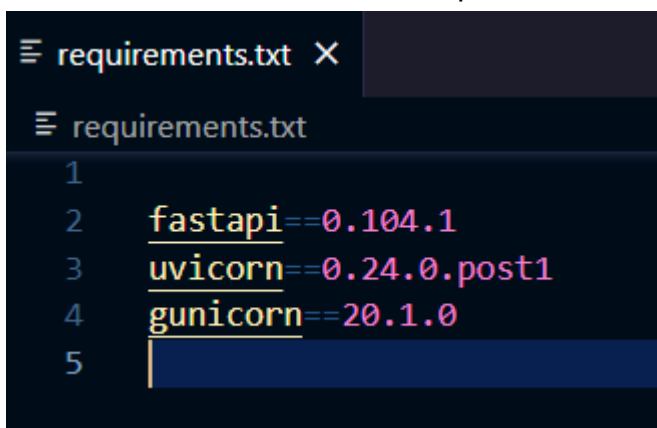 requirements.txt ×
requirements.txt
1
2 fastapi==0.104.1
3 uvicorn==0.24.0.post1
4 gunicorn==20.1.0
5